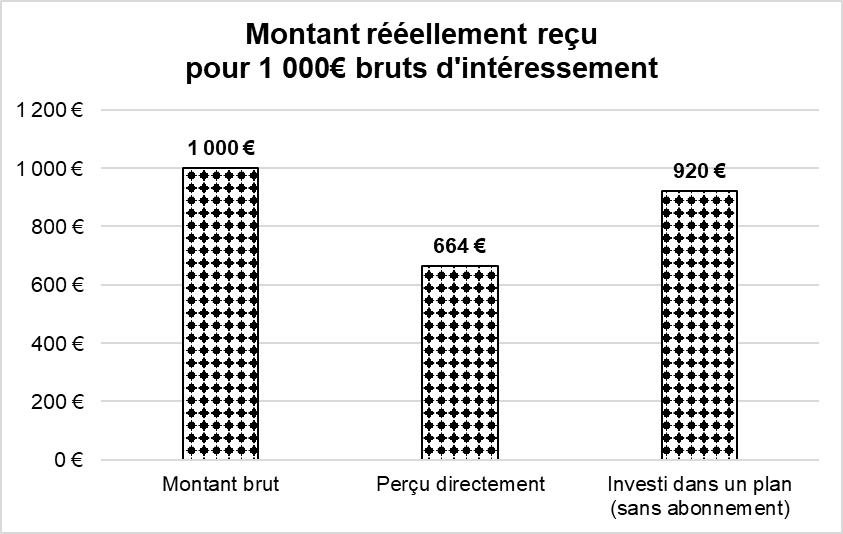 Montant rééellement reçu
pour 1 000€ bruts d'intéressement
1 200 €
1 000 €
800 €
600 €
400 €
200 €
0 €
1 000 €
664 €
920 €
Montant brut
Perçu directement
Investi dans un plan
(sans abonnement)